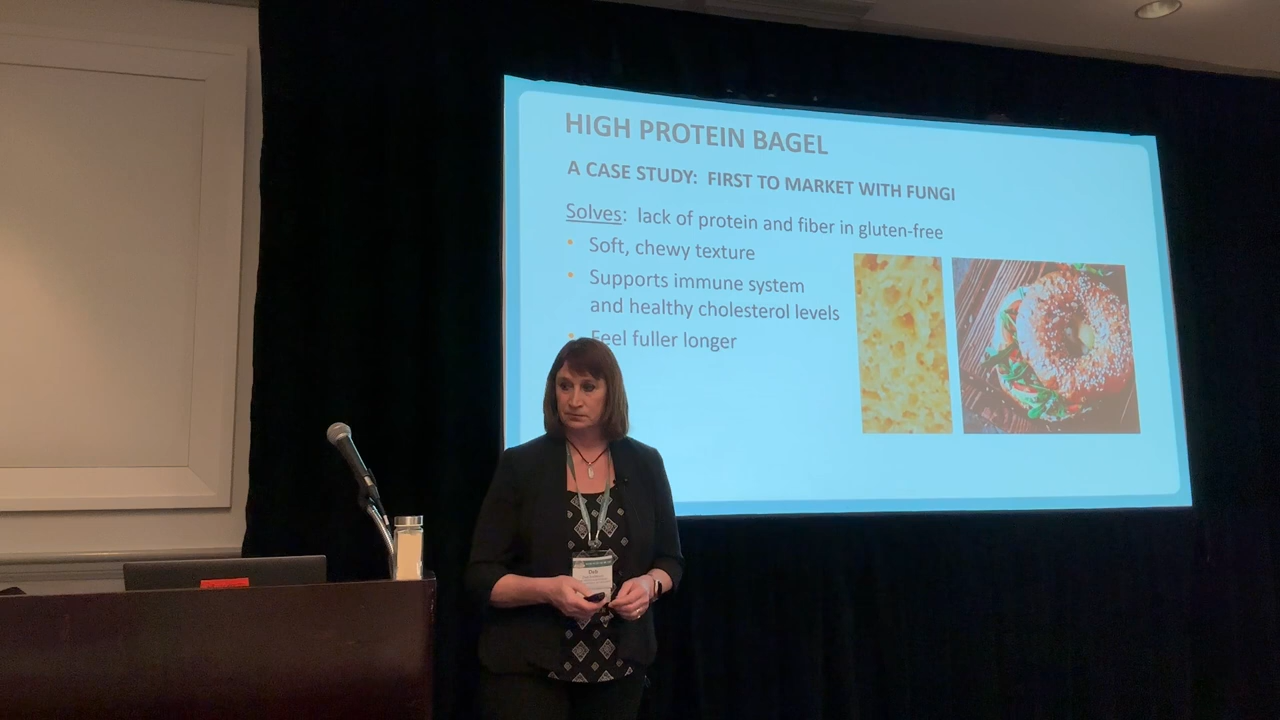 HIGH PROTEIN BAGEL
A CASE STUDY: FIRST TO MARKET WITH FUNGI
Solves: lack of protein and fiber in gluten-free
• Soft, chewy texture
• Supports immune system
and healthy cholesterol levels
• Feel fuller longer
Deb